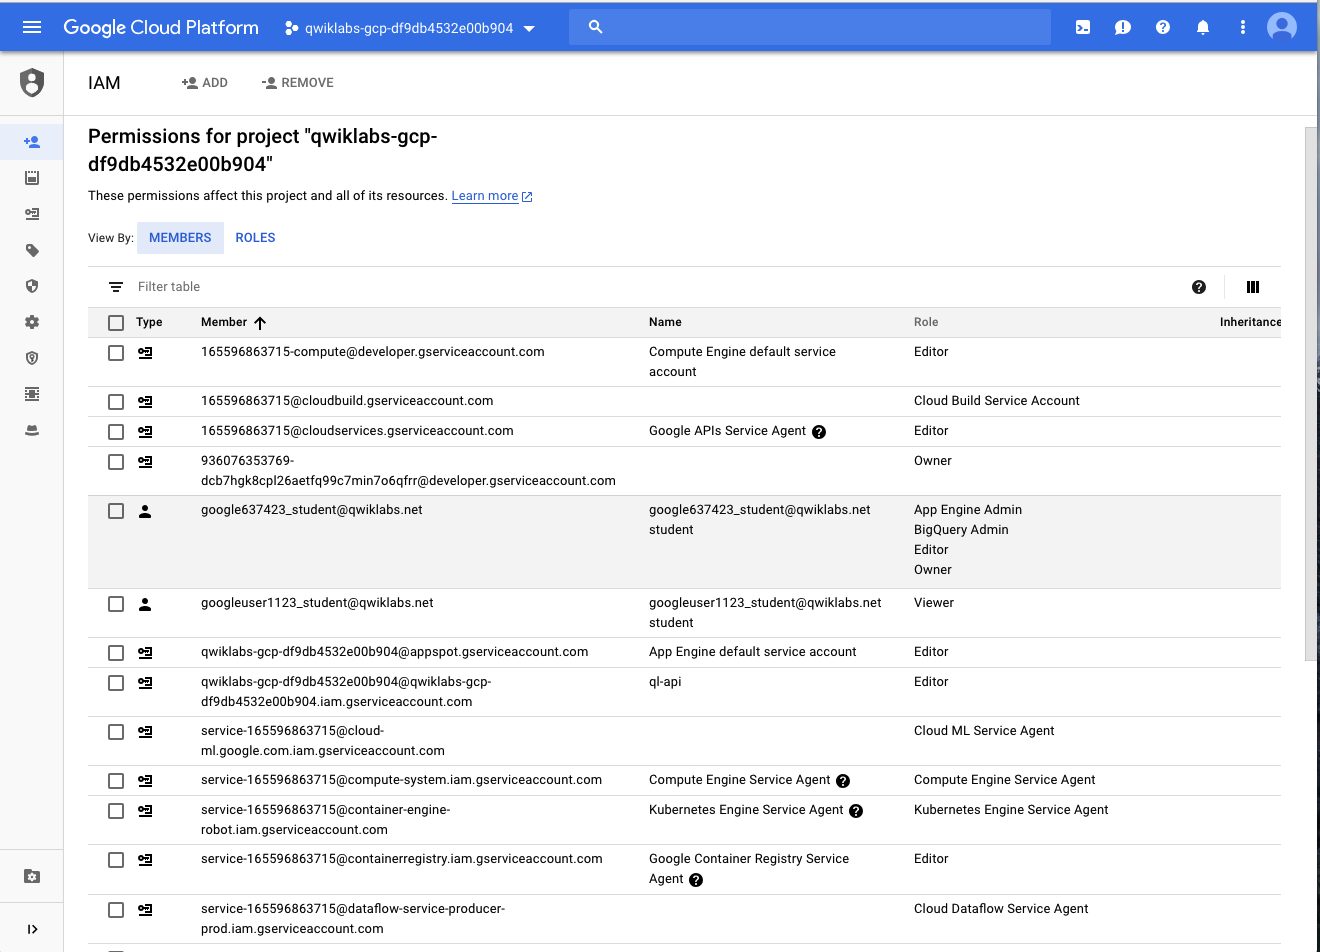 Google Cloud Platform qwiklabs-gcp-df9db4532e00b904
IAM ADD REMOVE
Permissions for project "qwiklabs-gcp-
df9db4532e00b904"
These permissions affect this project and all of its resources. Learn more
View By: MEMBERS ROLES
Filter table
Type Member Name Role Inheritance
165596863715-compute@developer.gserviceaccount.com Compute Engine default service Editor
account
165596863715@cloudbuild.gserviceaccount.com Cloud Build Service Account
165596863715@cloudservices.gserviceaccount.com Google APIs Service Agent Editor
936076353769- Owner
dcb7hgk8cpl26aetfq99c7min7o6qfrr@developer.gserviceaccount.com
google637423_student@qwiklabs.net google637423_student@qwiklabs.net App Engine Admin
student BigQuery Admin
Editor
Owner
googleuser1123_student@qwiklabs.net googleuser1123_student@qwiklabs.net Viewer
student
qwiklabs-gcp-df9db4532e00b904@appspot.gserviceaccount.com App Engine default service account Editor
qwiklabs-gcp-df9db4532e00b904@qwiklabs-gcp- ql-api Editor
df9db4532e00b904.iam.gserviceaccount.com
service-165596863715@cloud- Cloud ML Service Agent
ml.google.com.iam.gserviceaccount.com
service-165596863715@compute-system.iam.gserviceaccount.com Compute Engine Service Agent Compute Engine Service Agent
service-165596863715@container-engine- Kubernetes Engine Service Agent Kubernetes Engine Service Agent
robot.iam.gserviceaccount.com
service-165596863715@containerregistry.iam.gserviceaccount.com Google Container Registry Service Editor
Agent
service-165596863715@dataflow-service-producer- Cloud Dataflow Service Agent
prod.iam.gserviceaccount.com